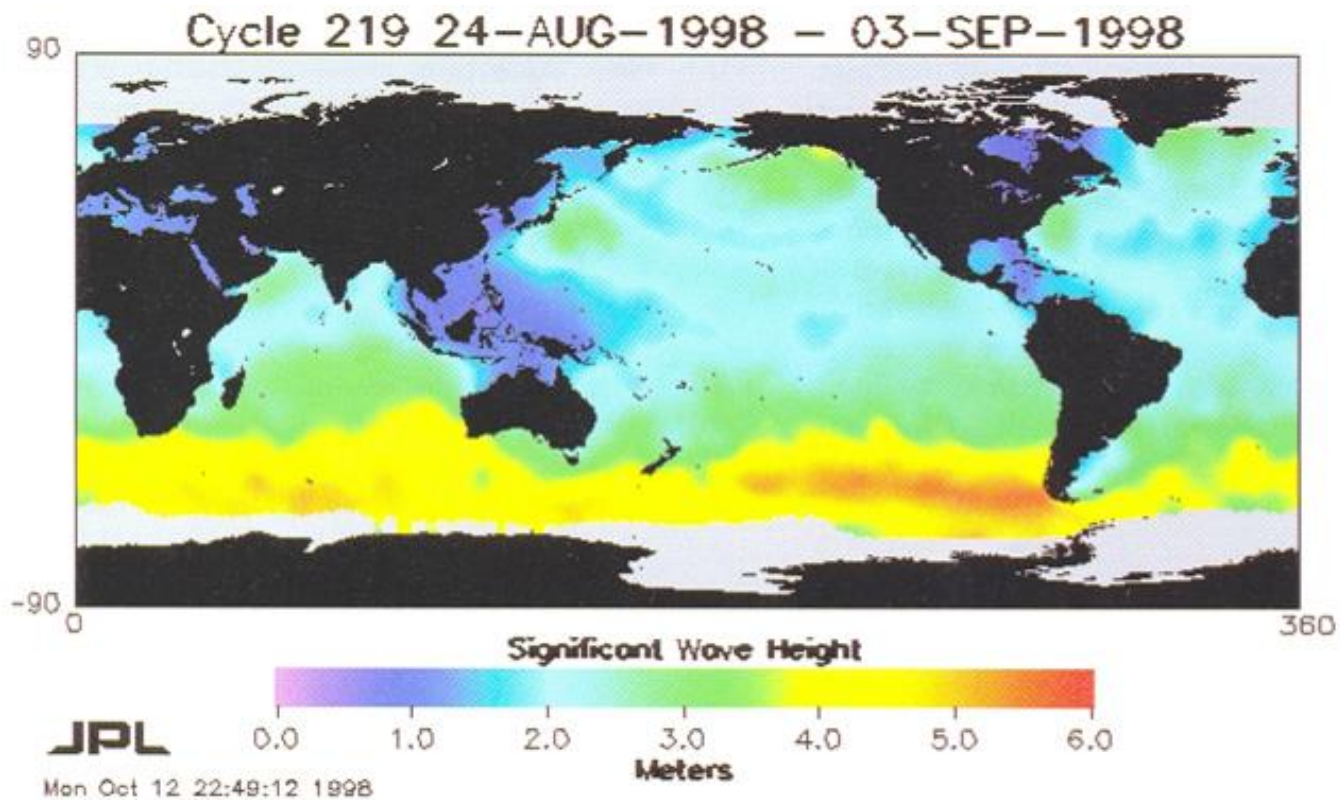 Cycle 219 24-AUG-1998 - 03-SEP-1998
90
-90
0 360
Significant Wave Height
0.0 1.0 2.0 3.0 4.0 5.0 6.0
Meters
JPL
Mon Oct 12 22:49:12 1998